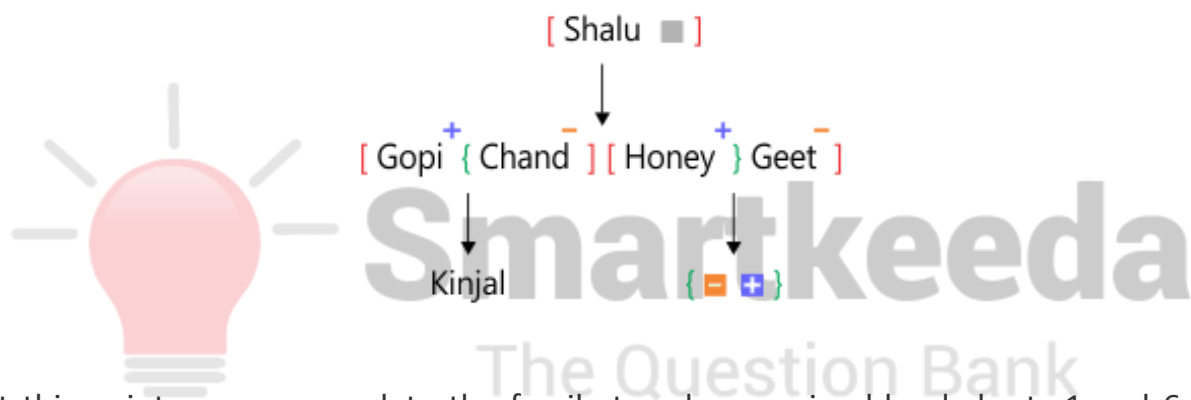 [ Shalu ■ ]
[ Gopi + { Chand − ] [ Honey + } Geet − ]
Kinjal { − + }
Smartkeeda
The Question Bank